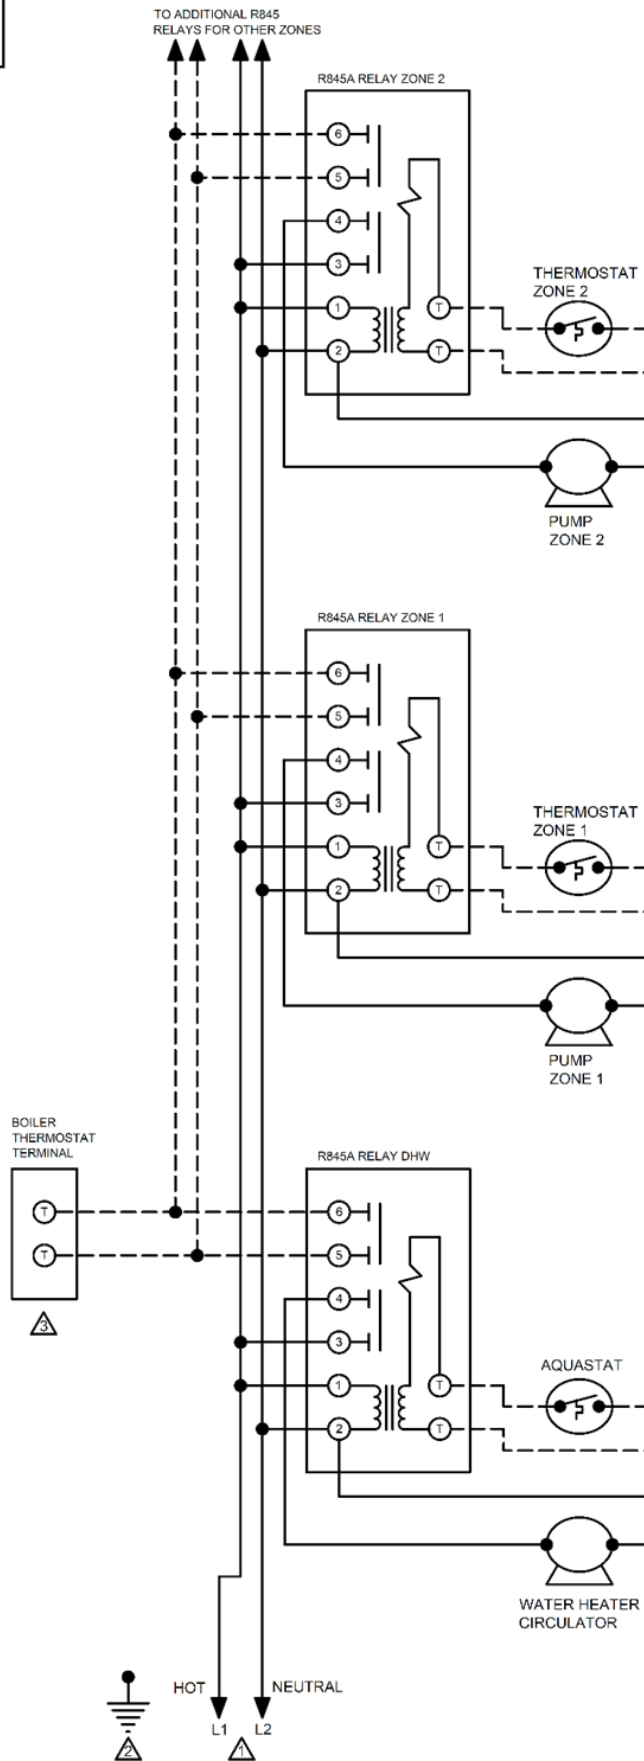 TO ADDITIONAL R845
RELAYS FOR OTHER ZONES
R845A RELAY ZONE 2
6
5
4
3
1
2
T
T
THERMOSTAT
ZONE 2
PUMP
ZONE 2
R845A RELAY ZONE 1
6
5
4
3
1
2
T
T
THERMOSTAT
ZONE 1
PUMP
ZONE 1
BOILER
THERMOSTAT
TERMINAL
T
T
3
R845A RELAY DHW
6
5
4
3
1
2
T
T
AQUASTAT
WATER HEATER
CIRCULATOR
HOT
NEUTRAL
L1
L2
2
1